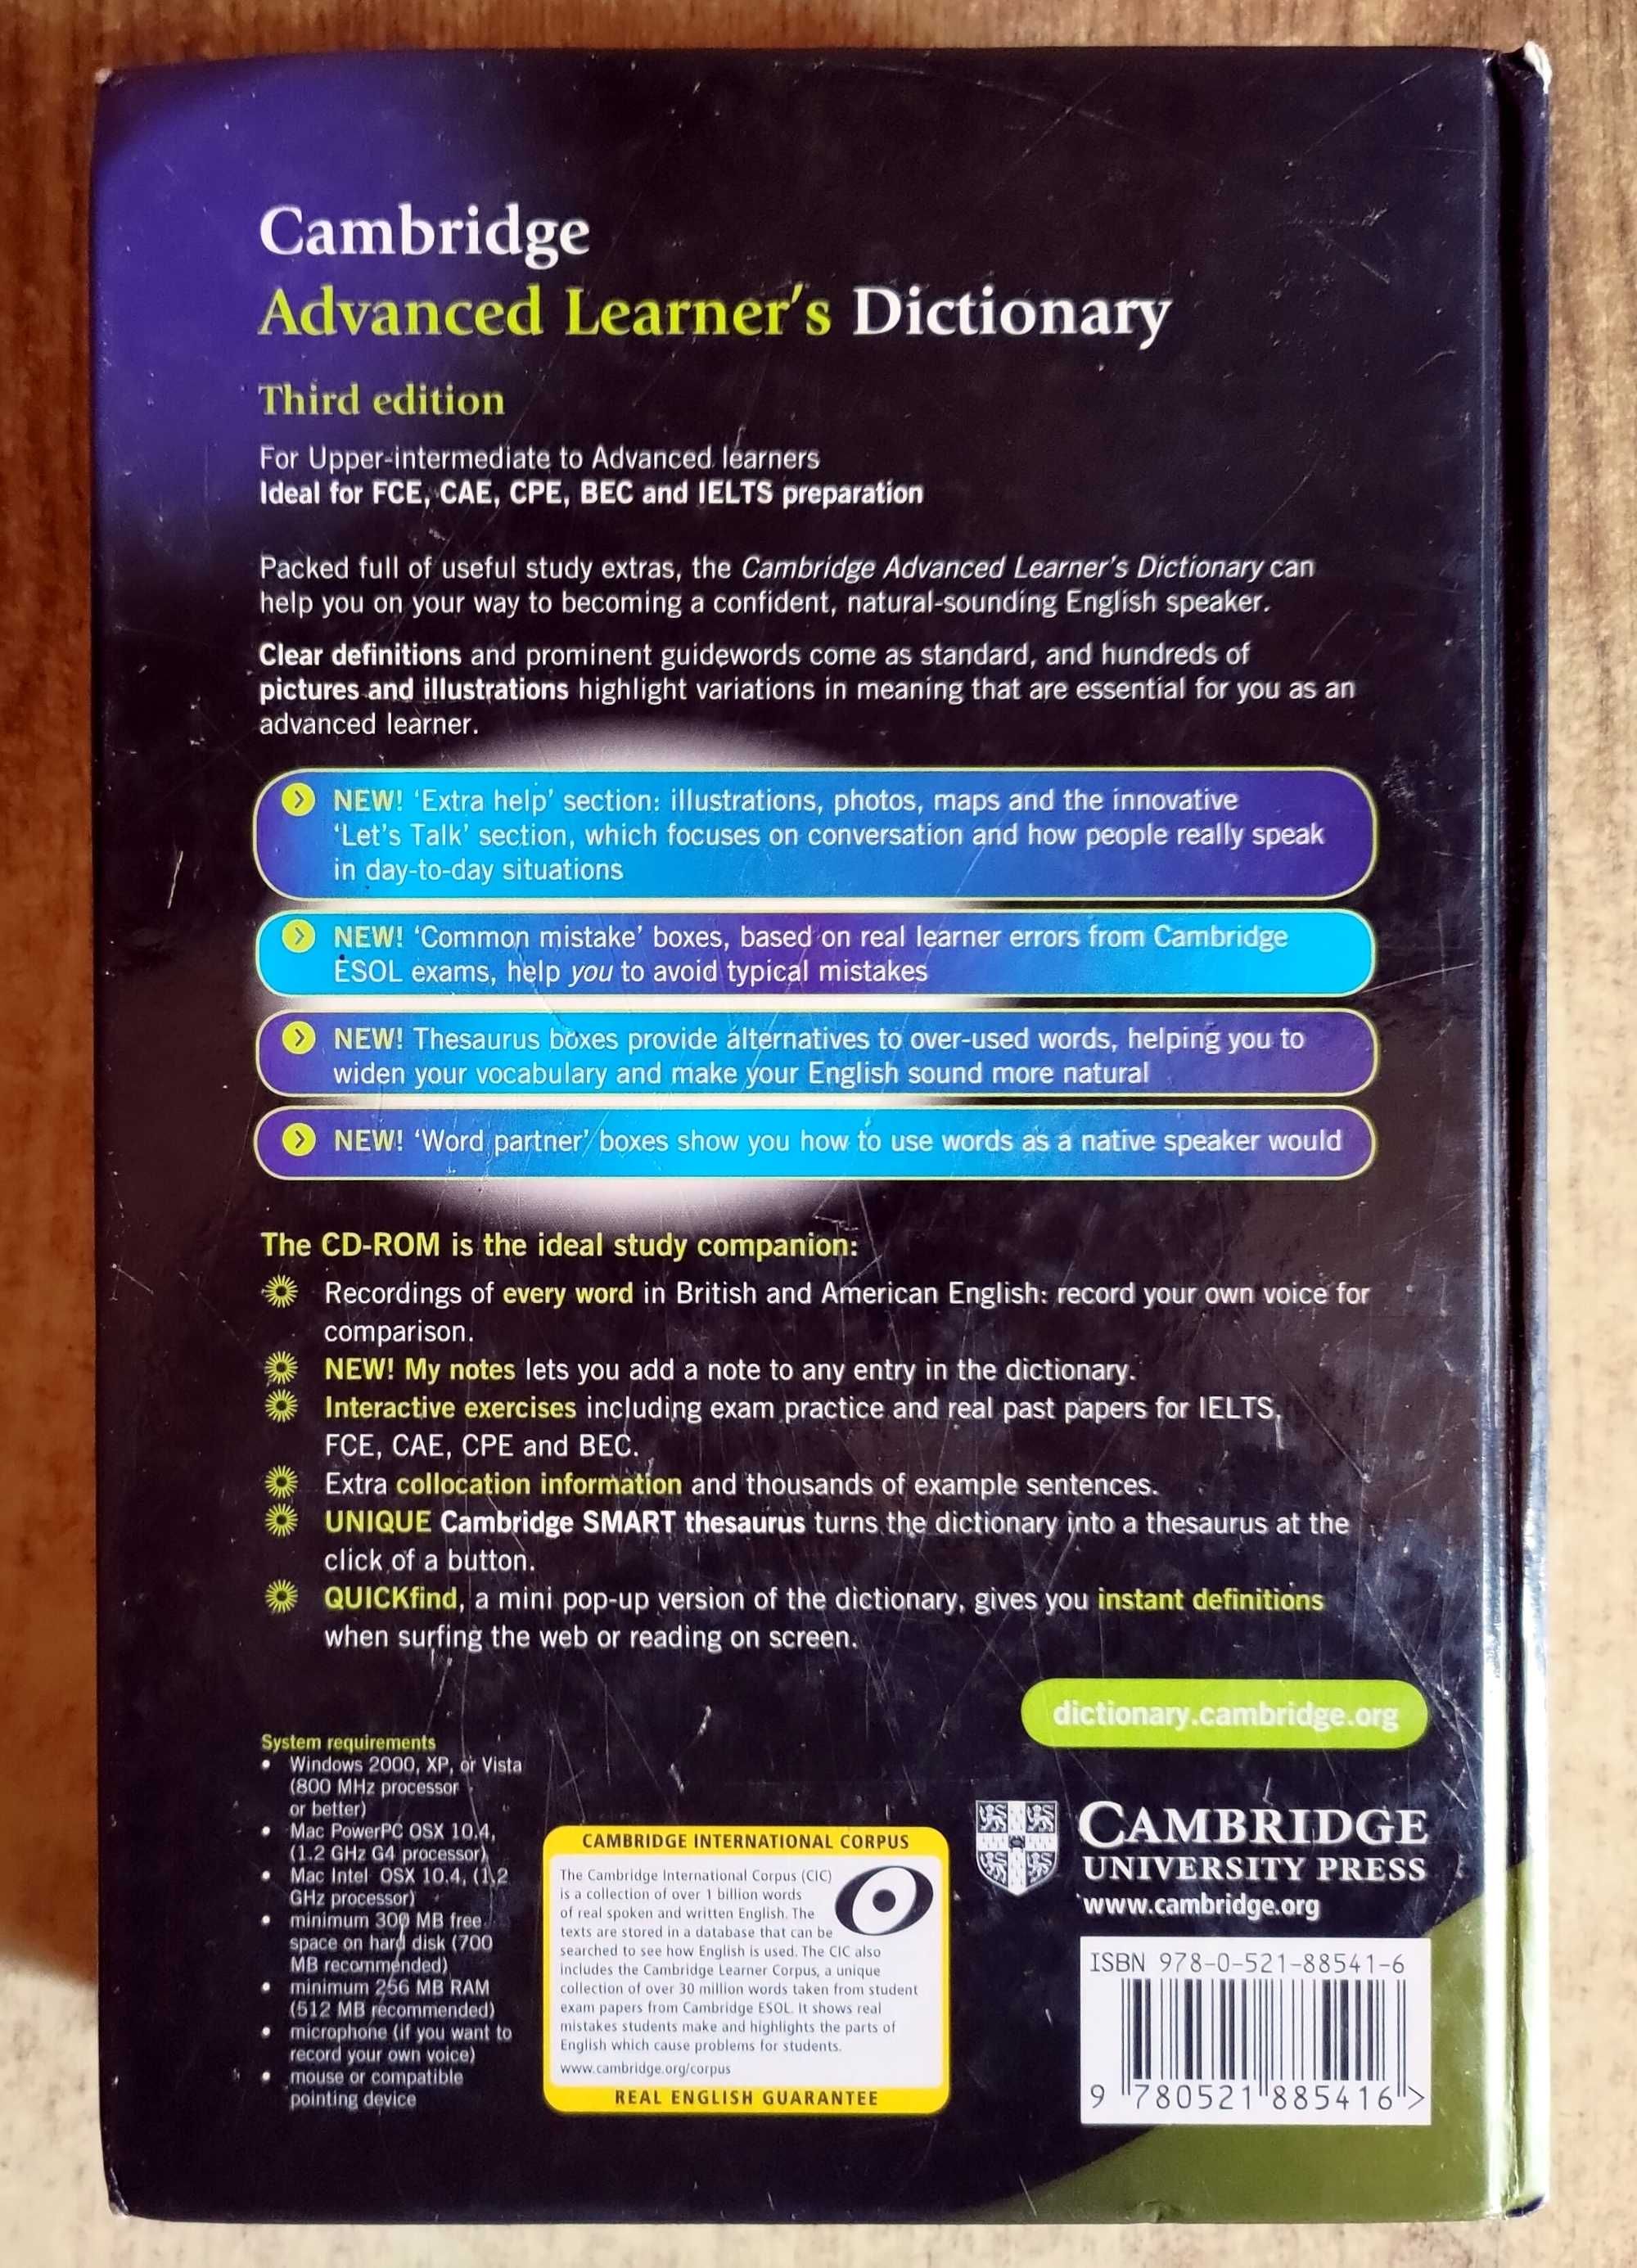 Cambridge
Advanced Learner's Dictionary
Third edition
For Upper-intermediate to Advanced learners
Ideal for FCE, CAE, CPE, BEC and IELTS preparation
Packed full of useful study extras, the Cambridge Advanced Learner's Dictionary can
help you on your way to becoming a confident, natural-sounding English speaker.
Clear definitions and prominent guidewords come as standard, and hundreds of
pictures and illustrations highlight variations in meaning that are essential for you as an
advanced learner.
NEW! 'Extra help' section: illustrations, photos, maps and the innovative
'Let's Talk' section, which focuses on conversation and how people really speak
in day-to-day situations
NEW! 'Common mistake' boxes, based on real learner errors from Cambridge
ESOL exams, help you to avoid typical mistakes
NEW! Thesaurus boxes provide alternatives to over-used words, helping you to
widen your vocabulary and make your English sound more natural
NEW! 'Word partner' boxes show you how to use words as a native speaker would
The CD-ROM is the ideal study companion:
Recordings of every word in British and American English: record your own voice for
comparison.
NEW! My notes lets you add a note to any entry in the dictionary.
Interactive exercises including exam practice and real past papers for IELTS,
FCE, CAE, CPE and BEC.
Extra collocation information and thousands of example sentences.
UNIQUE Cambridge SMART thesaurus turns the dictionary into a thesaurus at the
click of a button.
QUICKfind, a mini pop-up version of the dictionary, gives you instant definitions
when surfing the web or reading on screen.
dictionary.cambridge.org
System requirements
• Windows 2000, XP, or Vista
(800 MHz processor
or better)
• Mac PowerPC OSX 10.4,
(1.2 GHz G4 processor)
• Mac Intel OSX 10.4, (1.2
GHz processor)
• minimum 300 MB free
space on hard disk (700
MB recommended)
• minimum 256 MB RAM
(512 MB recommended)
• microphone (if you want to
record your own voice)
• mouse or compatible
pointing device
CAMBRIDGE INTERNATIONAL CORPUS
The Cambridge International Corpus (CIC)
is a collection of over 1 billion words
of real spoken and written English. The
texts are stored in a database that can be
searched to see how English is used. The CIC also
includes the Cambridge Learner Corpus, a unique
collection of over 30 million words taken from student
exam papers from Cambridge ESOL. It shows real
mistakes students make and highlights the parts of
English which cause problems for students.
www.cambridge.org/corpus
REAL ENGLISH GUARANTEE
CAMBRIDGE
UNIVERSITY PRESS
www.cambridge.org
ISBN 978-0-521-88541-6
9 780521 885416 >